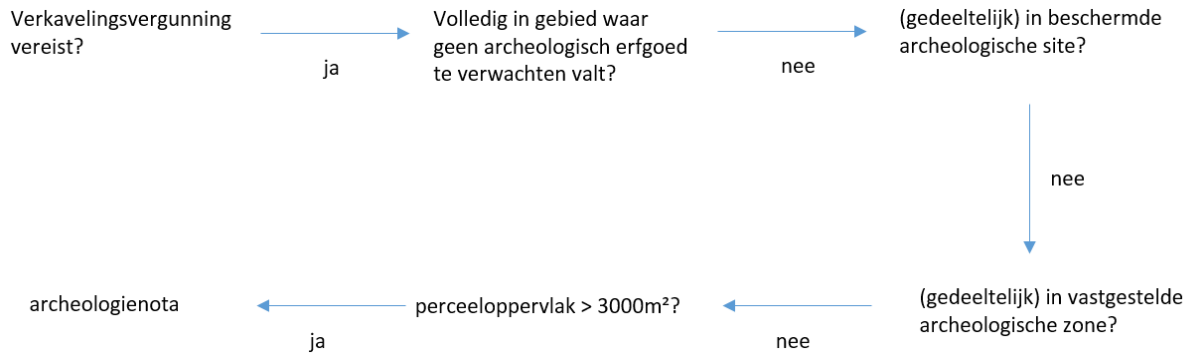 Verkavelingsvergunning
vereist?
ja
Volledig in gebied waar
geen archeologisch erfgoed
te verwachten valt?
nee
(gedeeltelijk) in beschermde
archeologische site?
nee
(gedeeltelijk) in vastgestelde
archeologische zone?
nee
perceeloppervlak > 3000m²?
ja
archeologienota